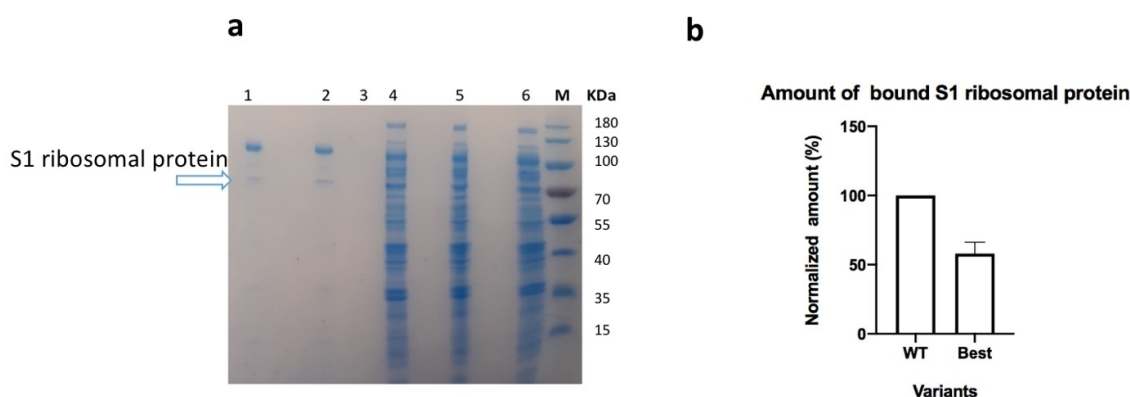 a
1 2 3 4 5 6 M KDa
180
130
100
70
55
40
35
15
S1 ribosomal protein
b
Amount of bound S1 ribosomal protein
Normalized amount (%)
150
100
50
0
WT Best
Variants